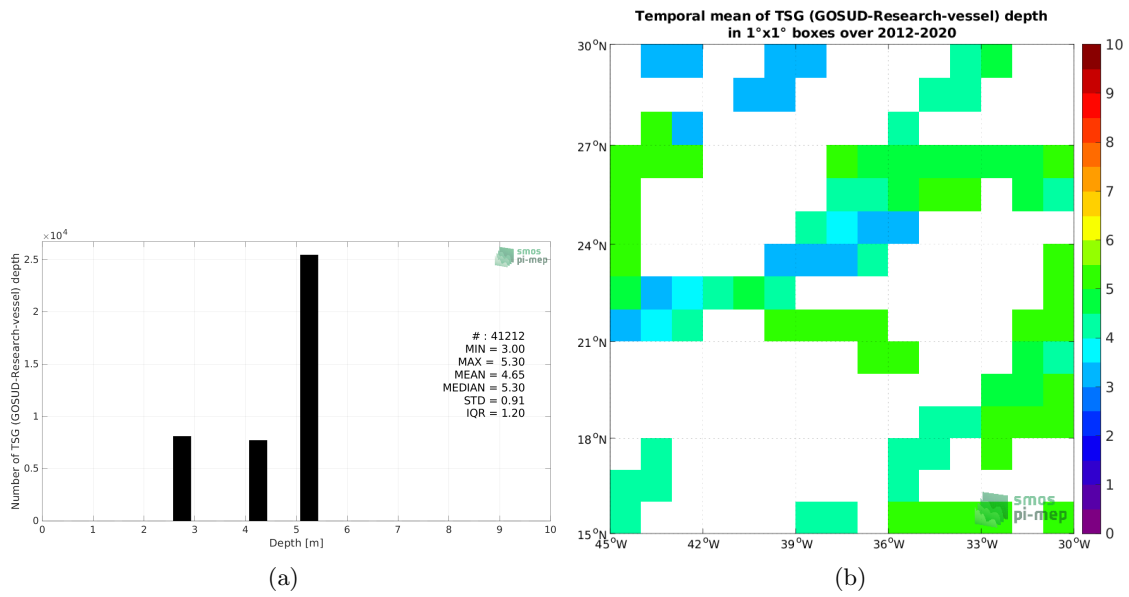 ×10^4
2.5
2
1.5
1
0.5
0
0 1 2 3 4 5 6 7 8 9 10
Number of TSG (GOSUD-Research-vessel) depth
Depth [m]
smos
pi-mep
# : 41212
MIN = 3.00
MAX = 5.30
MEAN = 4.65
MEDIAN = 5.30
STD = 0.91
IQR = 1.20
(a)
Temporal mean of TSG (GOSUD-Research-vessel) depth
in 1°x1° boxes over 2012-2020
30°N
27°N
24°N
21°N
18°N
15°N
45°W 42°W 39°W 36°W 33°W 30°W
smos
pi-mep
10
9
8
7
6
5
4
3
2
1
0
(b)